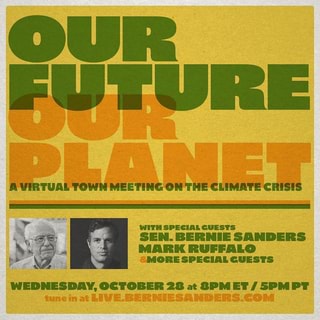 OUR
FUTURE
OUR
PLANET
A VIRTUAL TOWN MEETING ON THE CLIMATE CRISIS
WITH SPECIAL GUESTS
SEN. BERNIE SANDERS
MARK RUFFALO
&MORE SPECIAL GUESTS
WEDNESDAY, OCTOBER 28 at 8PM ET / 5PM PT
tune in at LIVE.BERNIESANDERS.COM